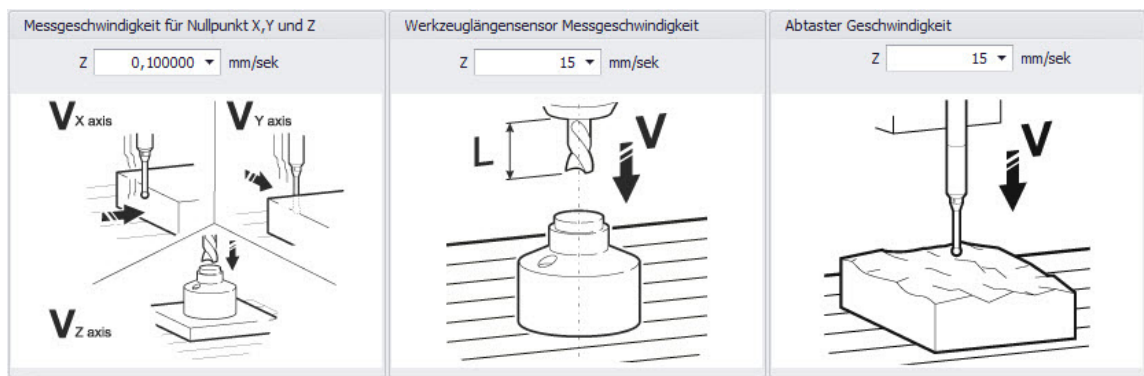 Messgeschwindigkeit für Nullpunkt X,Y und Z
Z 0,100000 mm/sek
V X axis
V Y axis
V Z axis
Werkzeuglängensensor Messgeschwindigkeit
Z 15 mm/sek
L
V
Abtaster Geschwindigkeit
Z 15 mm/sek
V